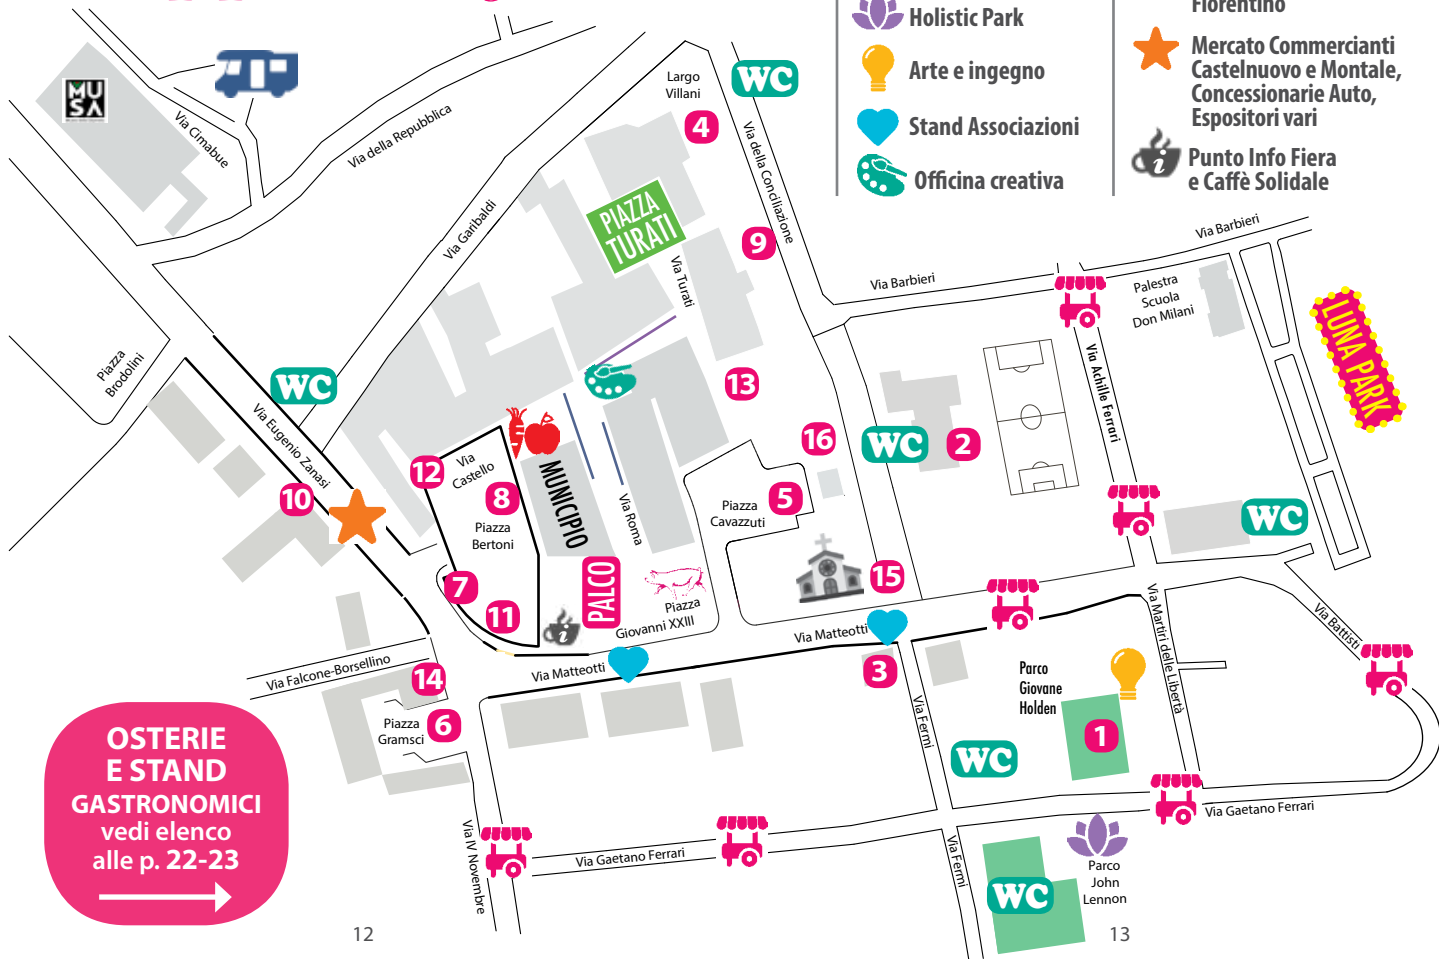 Holistic Park
Arte e ingegno
Stand Associazioni
Officina creativa
Fiorentino
Mercato Commercianti
Castelnuovo e Montale,
Concessionarie Auto,
Espositori vari
Punto Info Fiera
e Caffè Solidale
MU
SA
Via Cimabue
Via della Repubblica
Largo
Villani
WC
4
Via della Conciliazione
PIAZZA
TURATI
Via Garibaldi
9
Via Turati
Via Barbieri
Via Barbieri
Palestra
Scuola
Don Milani
LUNA PARK
Piazza
Brodolini
WC
Via Eugenio Zanasi
13
Via Achille Ferrari
16
WC
2
12
Via
Castello
8
MUNICIPIO
Piazza
Bertoni
Via Roma
Piazza
Cavazzuti
5
10
WC
7
11
PALCO
Piazza
Giovanni XXIII
15
Via Matteotti
Via Matteotti
3
Via Martiri delle Libertà
Via Battisti
Via Falcone-Borsellino
14
Piazza
Gramsci
6
Parco
Giovane
Holden
1
Via Fermi
WC
OSTERIE
E STAND
GASTRONOMICI
vedi elenco
alle p. 22-23
Via IV Novembre
Via Gaetano Ferrari
Via Gaetano Ferrari
Via Fermi
WC
Parco
John
Lennon
12
13